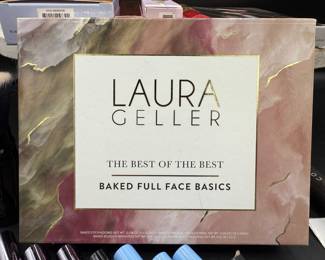 LAURA
GELLER
THE BEST OF THE BEST
BAKED FULL FACE BASICS